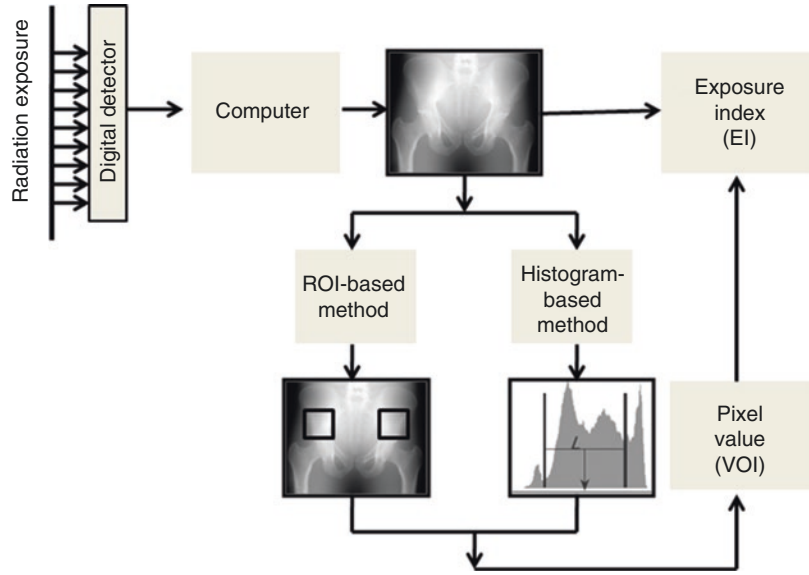 Radiation exposure
Digital detector
Computer
Exposure
index
(EI)
ROI-based
method
Histogram-
based
method
L
Pixel
value
(VOI)